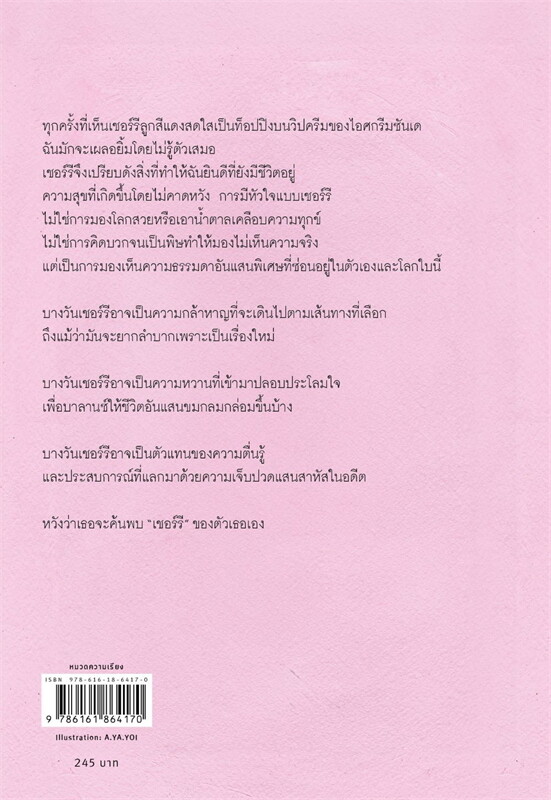 ทุกครั้งที่เห็นเชอร์รีลูกสีแดงสดใสเป็นท็อปปิงบนวิปครีมของไอศกรีมซันเด
ฉันมักจะเผลอยิ้มโดยไม่รู้ตัวเสมอ
เชอร์รีจึงเปรียบดังสิ่งที่ทำให้ฉันยินดีที่ยังมีชีวิตอยู่
ความสุขที่เกิดขึ้นโดยไม่คาดหวัง การมีหัวใจแบบเชอร์รี
ไม่ใช่การมองโลกสวยหรือเอาน้ำตาลเคลือบความทุกข์
ไม่ใช่การคิดบวกจนเป็นพิษทำให้มองไม่เห็นความจริง
แต่เป็นการมองเห็นความธรรมดาอันแสนพิเศษที่ซ่อนอยู่ในตัวเองและโลกใบนี้
บางวันเชอร์รีอาจเป็นความกล้าหาญที่จะเดินไปตามเส้นทางที่เลือก
ถึงแม้ว่ามันจะยากลำบากเพราะเป็นเรื่องใหม่
บางวันเชอร์รีอาจเป็นความหวานที่เข้ามาปลอบประโลมใจ
เพื่อบาลานซ์ให้ชีวิตอันแสนขมกลมกล่อมขึ้นบ้าง
บางวันเชอร์รีอาจเป็นตัวแทนของความตื่นรู้
และประสบการณ์ที่แลกมาด้วยความเจ็บปวดแสนสาหัสในอดีต
หวังว่าเธอจะค้นพบ “เชอร์รี” ของตัวเธอเอง
หมวดความเรียง
ISBN 978-616-18-6417-0
9 786161 864170
Illustration: A.YA.YOI
245 บาท